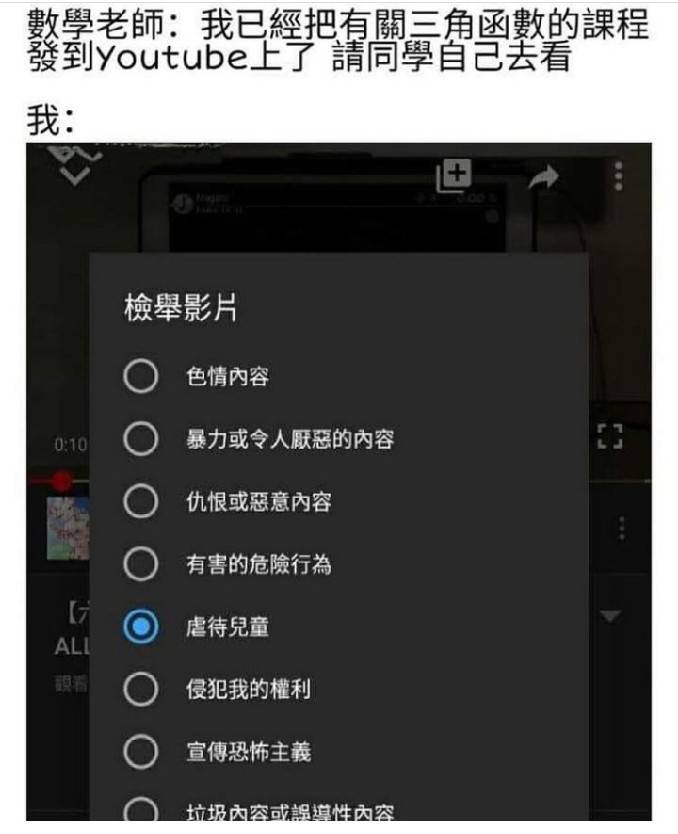 數學老師：我已經把有關三角函數的課程
發到Youtube上了 請同學自己去看
我：
檢舉影片
色情內容
暴力或令人厭惡的內容
0:10
仇恨或惡意內容
有害的危險行為
虐待兒童
ALL
觀看
侵犯我的權利
宣傳恐怖主義
垃圾內容或誤導性內容